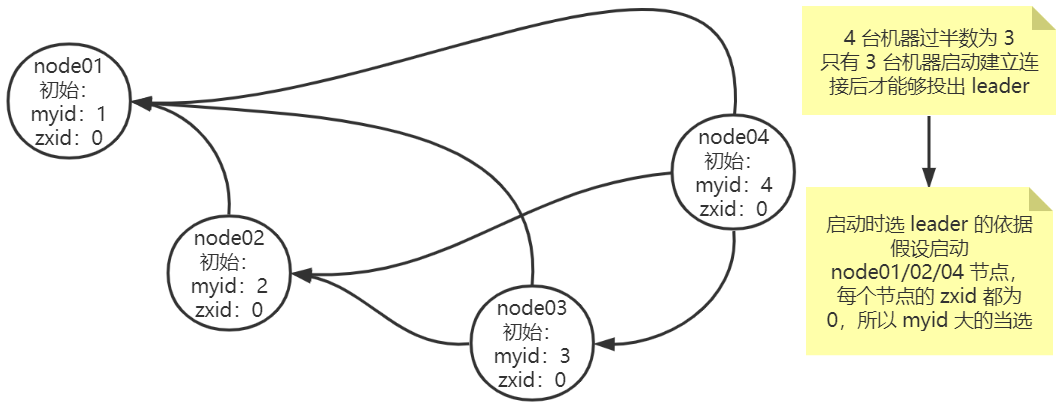 node01
初始：
myid：1
zxid：0
node02
初始：
myid：2
zxid：0
node03
初始：
myid：3
zxid：0
node04
初始：
myid：4
zxid：0
4 台机器过半数为 3
只有 3 台机器启动建立连
接后才能够投出 leader
启动时选 leader 的依据
假设启动
node01/02/04 节点，
每个节点的 zxid 都为
0，所以 myid 大的当选